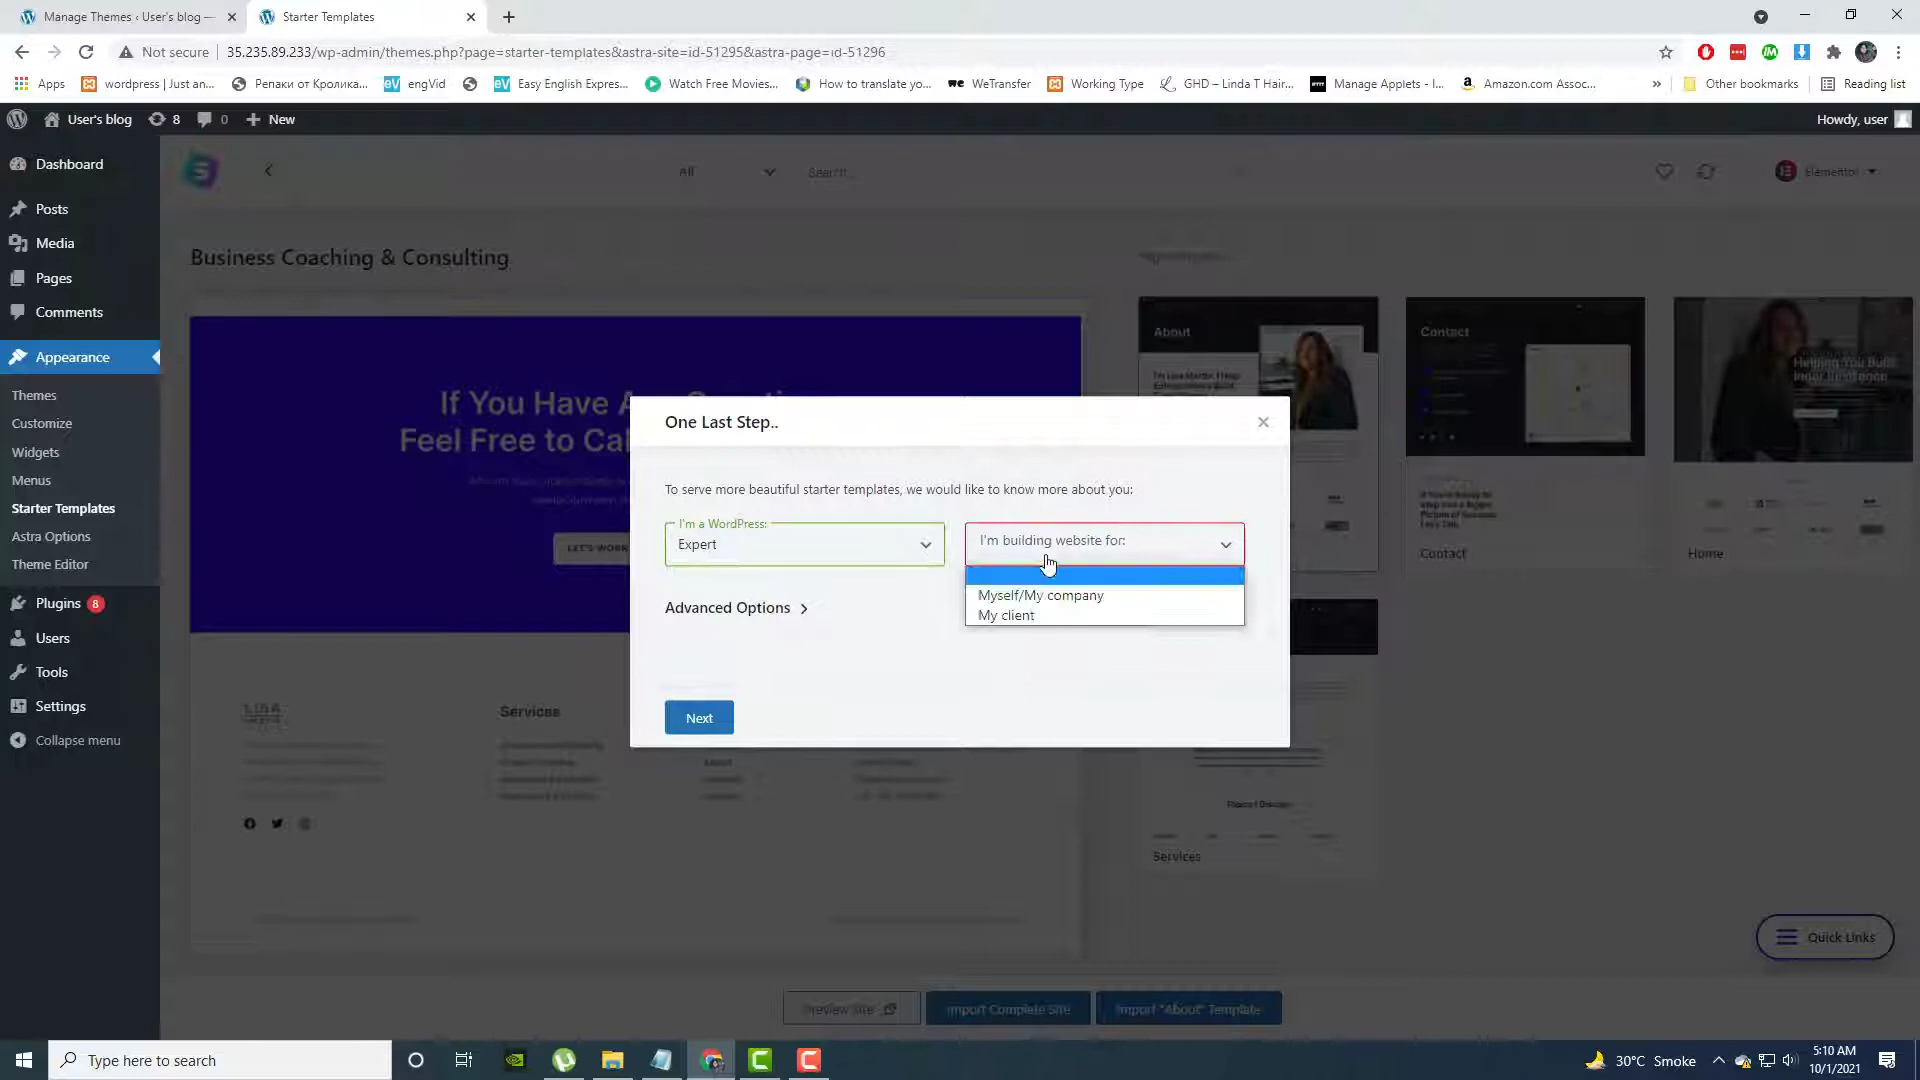 Manage Themes ‹ User's blog —
Starter Templates
Not secure
35.235.89.233/wp-admin/themes.php?page=starter-templates&astra-site=id-51295&astra-page=id-51296
Apps
wordpress | Just an...
Репаки от Кролика...
engVid
Easy English Expres...
Watch Free Movies...
How to translate yo...
WeTransfer
Working Type
GHD – Linda T Hair...
Manage Applets - I...
Amazon.com Assoc...
»
Other bookmarks
Reading list
User's blog
8
0
New
Howdy, user
Dashboard
Posts
Media
Pages
Comments
Appearance
Themes
Customize
Widgets
Menus
Starter Templates
Astra Options
Theme Editor
Plugins 8
Users
Tools
Settings
Collapse menu
All
Search...
Elementor
Business Coaching & Consulting
If You Have A
Feel Free to Cal
LET'S WORK
Services
About
Contact
Helping You Build
Contact
Home
Services
One Last Step..
To serve more beautiful starter templates, we would like to know more about you:
I'm a WordPress:
Expert
I'm building website for:
Myself/My company
My client
Advanced Options
Next
Quick Links
Preview Site
Import Complete Site
Import "About" Template
Type here to search
30°C Smoke
5:10 AM
10/1/2021